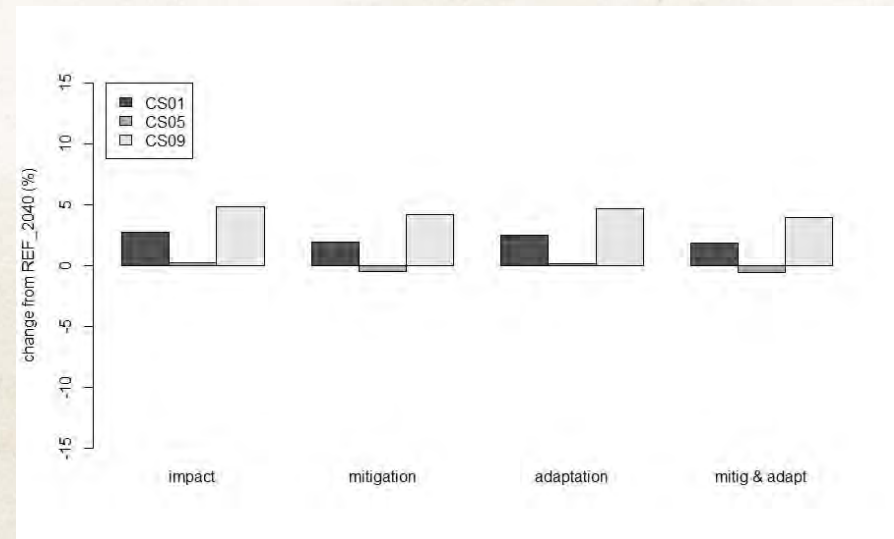 15
10
5
0
-5
-10
-15
change from REF_2040 (%)
CS01
CS05
CS09
impact
mitigation
adaptation
mitig & adapt